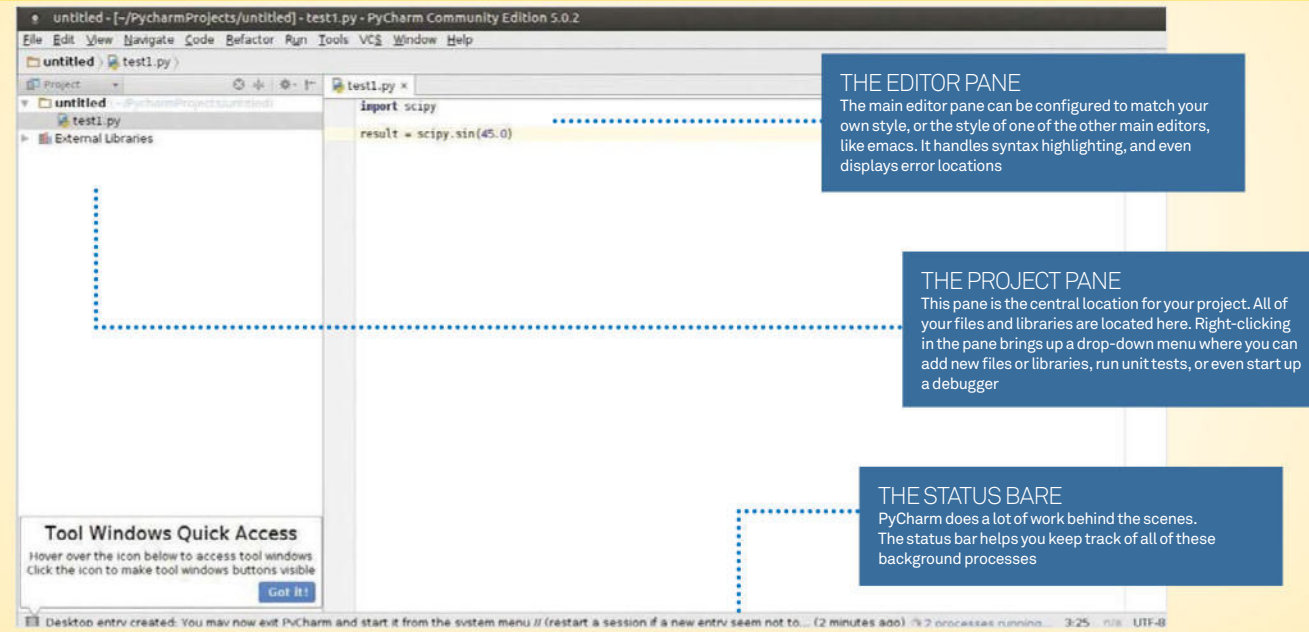 untitled - [~/PycharmProjects/untitled] - test1.py - PyCharm Community Edition 5.0.2
File Edit View Navigate Code Refactor Run Tools VCS Window Help
untitled test1.py
Project
test1.py ×
untitled (~/PycharmProjects/untitled)
test1.py
External Libraries
import scipy
result = scipy.sin(45.0)
THE EDITOR PANE
The main editor pane can be configured to match your
own style, or the style of one of the other main editors,
like emacs. It handles syntax highlighting, and even
displays error locations
THE PROJECT PANE
This pane is the central location for your project. All of
your files and libraries are located here. Right-clicking
in the pane brings up a drop-down menu where you can
add new files or libraries, run unit tests, or even start up
a debugger
THE STATUS BARE
PyCharm does a lot of work behind the scenes.
The status bar helps you keep track of all of these
background processes
Tool Windows Quick Access
Hover over the icon below to access tool windows
Click the icon to make tool windows buttons visible
Got it!
Desktop entry created: You may now exit PyCharm and start it from the system menu // (restart a session if a new entry seem not to... (2 minutes ago) 2 processes running... 3:25 n/a UTF-8